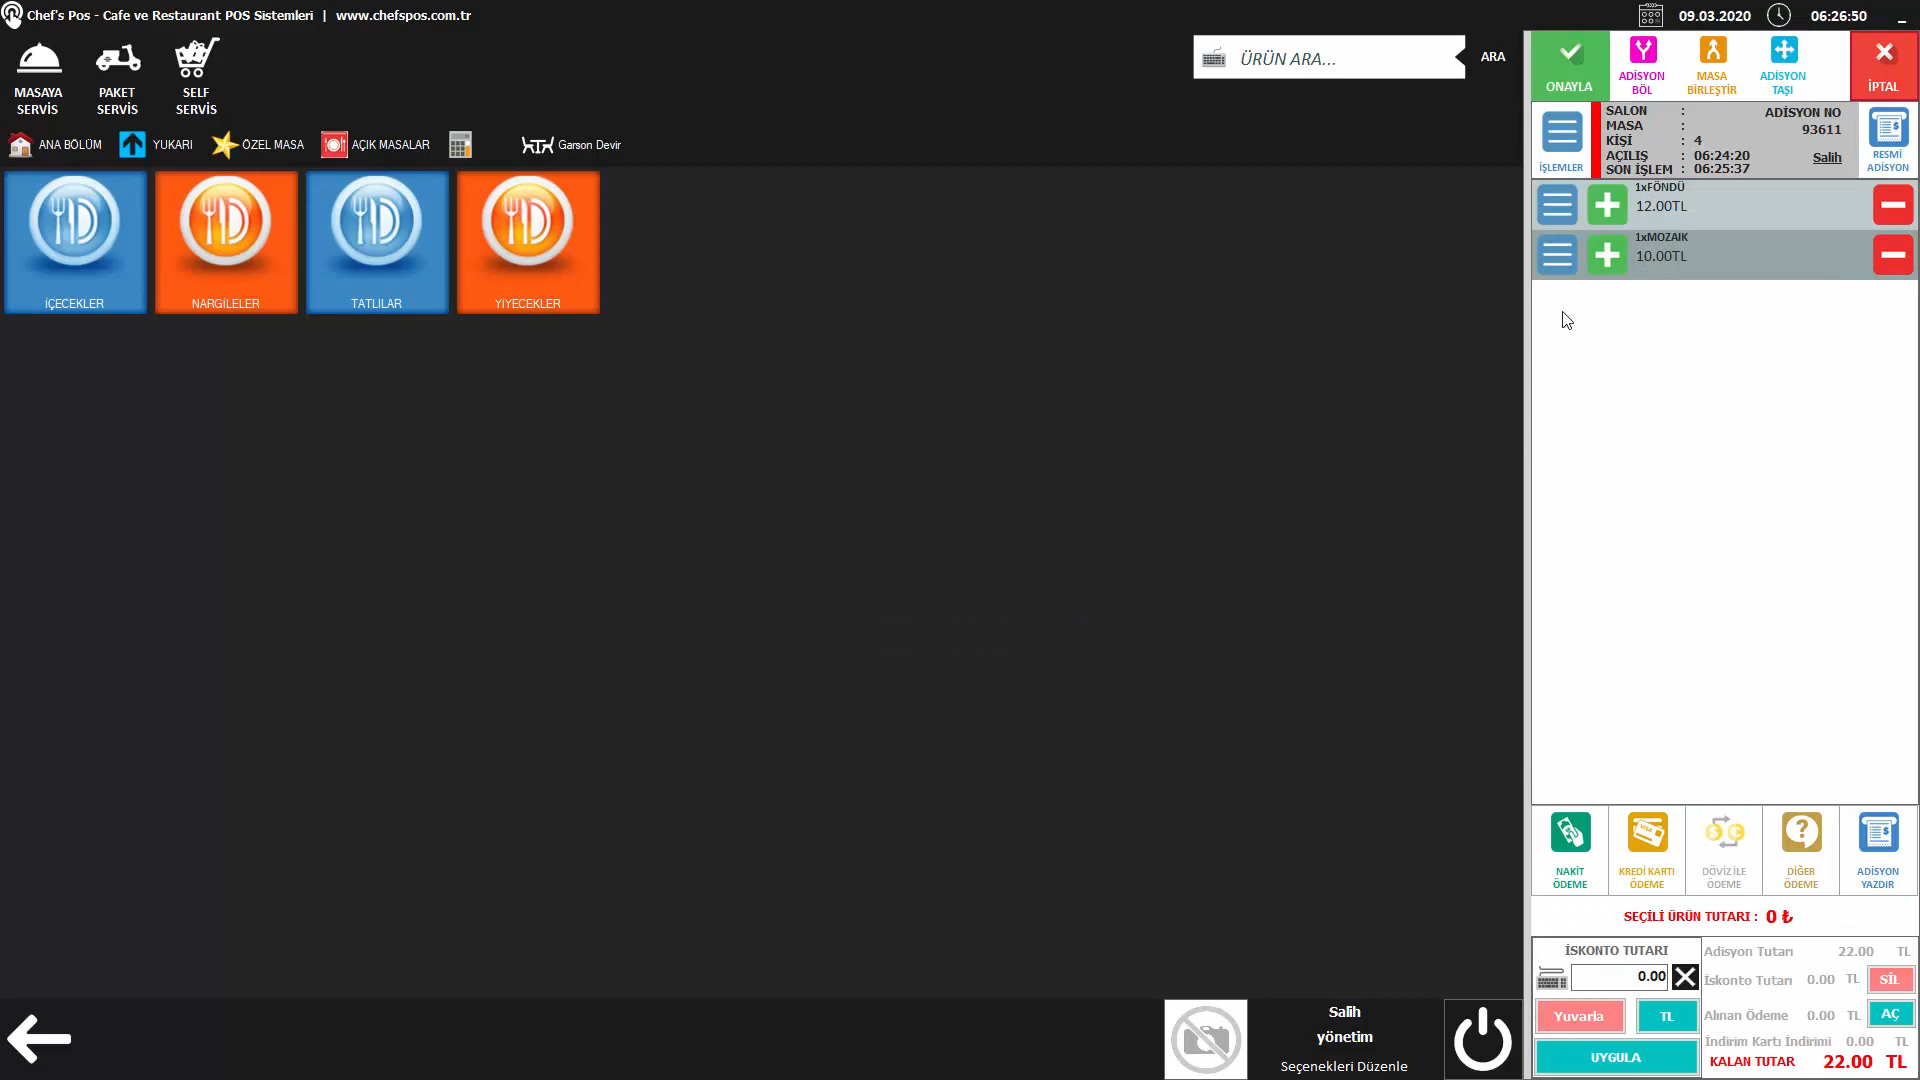 Chef's Pos - Cafe ve Restaurant POS Sistemleri | www.chefspos.com.tr
09.03.2020 06:26:50
MASAYA
SERVİS
PAKET
SERVİS
SELF
SERVİS
ÜRÜN ARA...
ARA
ONAYLA
ADİSYON
BÖL
MASA
BİRLEŞTİR
ADİSYON
TAŞI
İPTAL
ANA BÖLÜM
YUKARI
ÖZEL MASA
AÇIK MASALAR
Garson Devir
İŞLEMLER
SALON :
MASA :
KİŞİ : 4
AÇILIŞ : 06:24:20
SON İŞLEM : 06:25:37
ADİSYON NO
93611
Salih
RESMİ
ADİSYON
1xFÖNDÜ
12.00TL
1xMOZAIK
10.00TL
İÇECEKLER
NARGİLELER
TATLILAR
YİYECEKLER
NAKİT
ÖDEME
KREDİ KARTI
ÖDEME
DÖVİZ İLE
ÖDEME
DİĞER
ÖDEME
ADİSYON
YAZDIR
SEÇİLİ ÜRÜN TUTARI : 0 ₺
İSKONTO TUTARI
0.00
Yuvarla
TL
UYGULA
Adisyon Tutarı 22.00 TL
İskonto Tutarı 0.00 TL SİL
Alınan Ödeme 0.00 TL AÇ
İndirim Kartı İndirimi 0.00 TL
KALAN TUTAR 22.00 TL
Salih
yönetim
Seçenekleri Düzenle